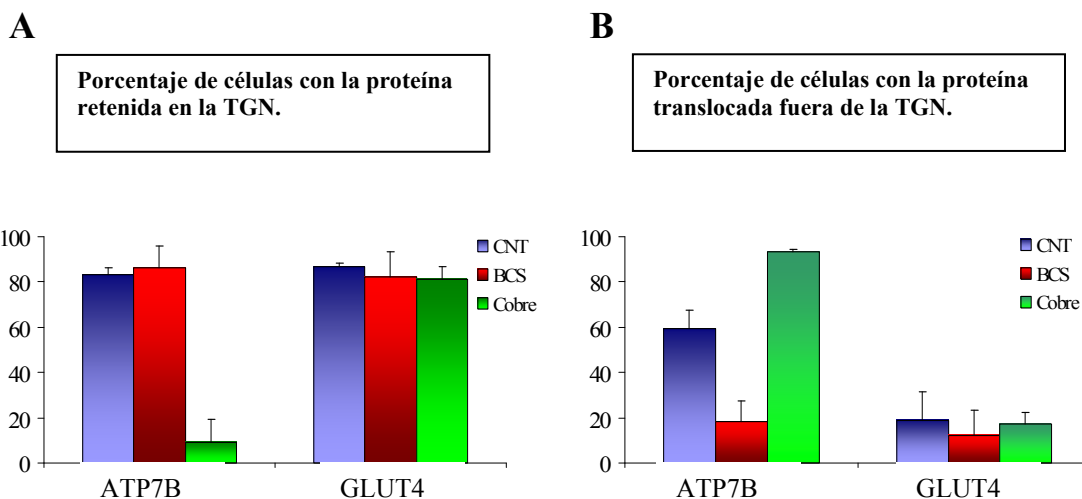 A
Porcentaje de células con la proteína
retenida en la TGN.
100
80
60
40
20
0
CNT
BCS
Cobre
ATP7B
GLUT4
B
Porcentaje de células con la proteína
translocada fuera de la TGN.
100
80
60
40
20
0
CNT
BCS
Cobre
ATP7B
GLUT4